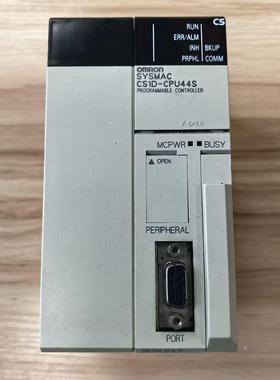 CS
RUN
ERR/ALM
INH BKUP
PRPHL COMM
OMRON
SYSMAC
CS1D-CPU44S
PROGRAMMABLE CONTROLLER
OPEN
MCPWR BUSY
▲ OPEN
PERIPHERAL
PORT